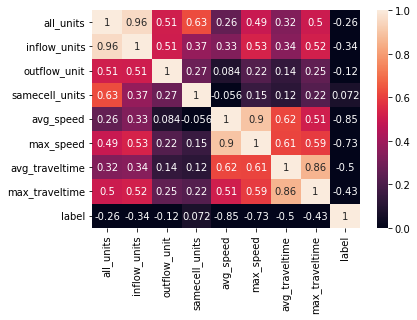 all_units 1 0.96 0.51 0.63 0.26 0.49 0.32 0.5 -0.26
inflow_units 0.96 1 0.51 0.37 0.33 0.53 0.34 0.52 -0.34
outflow_unit 0.51 0.51 1 0.27 0.084 0.22 0.14 0.25 -0.12
samecell_units 0.63 0.37 0.27 1 -0.056 0.15 0.12 0.22 0.072
avg_speed 0.26 0.33 0.084 -0.056 1 0.9 0.62 0.51 -0.85
max_speed 0.49 0.53 0.22 0.15 0.9 1 0.61 0.59 -0.73
avg_traveltime 0.32 0.34 0.14 0.12 0.62 0.61 1 0.86 -0.5
max_traveltime 0.5 0.52 0.25 0.22 0.51 0.59 0.86 1 -0.43
label -0.26 -0.34 -0.12 0.072 -0.85 -0.73 -0.5 -0.43 1
all_units
inflow_units
outflow_unit
samecell_units
avg_speed
max_speed
avg_traveltime
max_traveltime
label
1.0
0.8
0.6
0.4
0.2
0.0